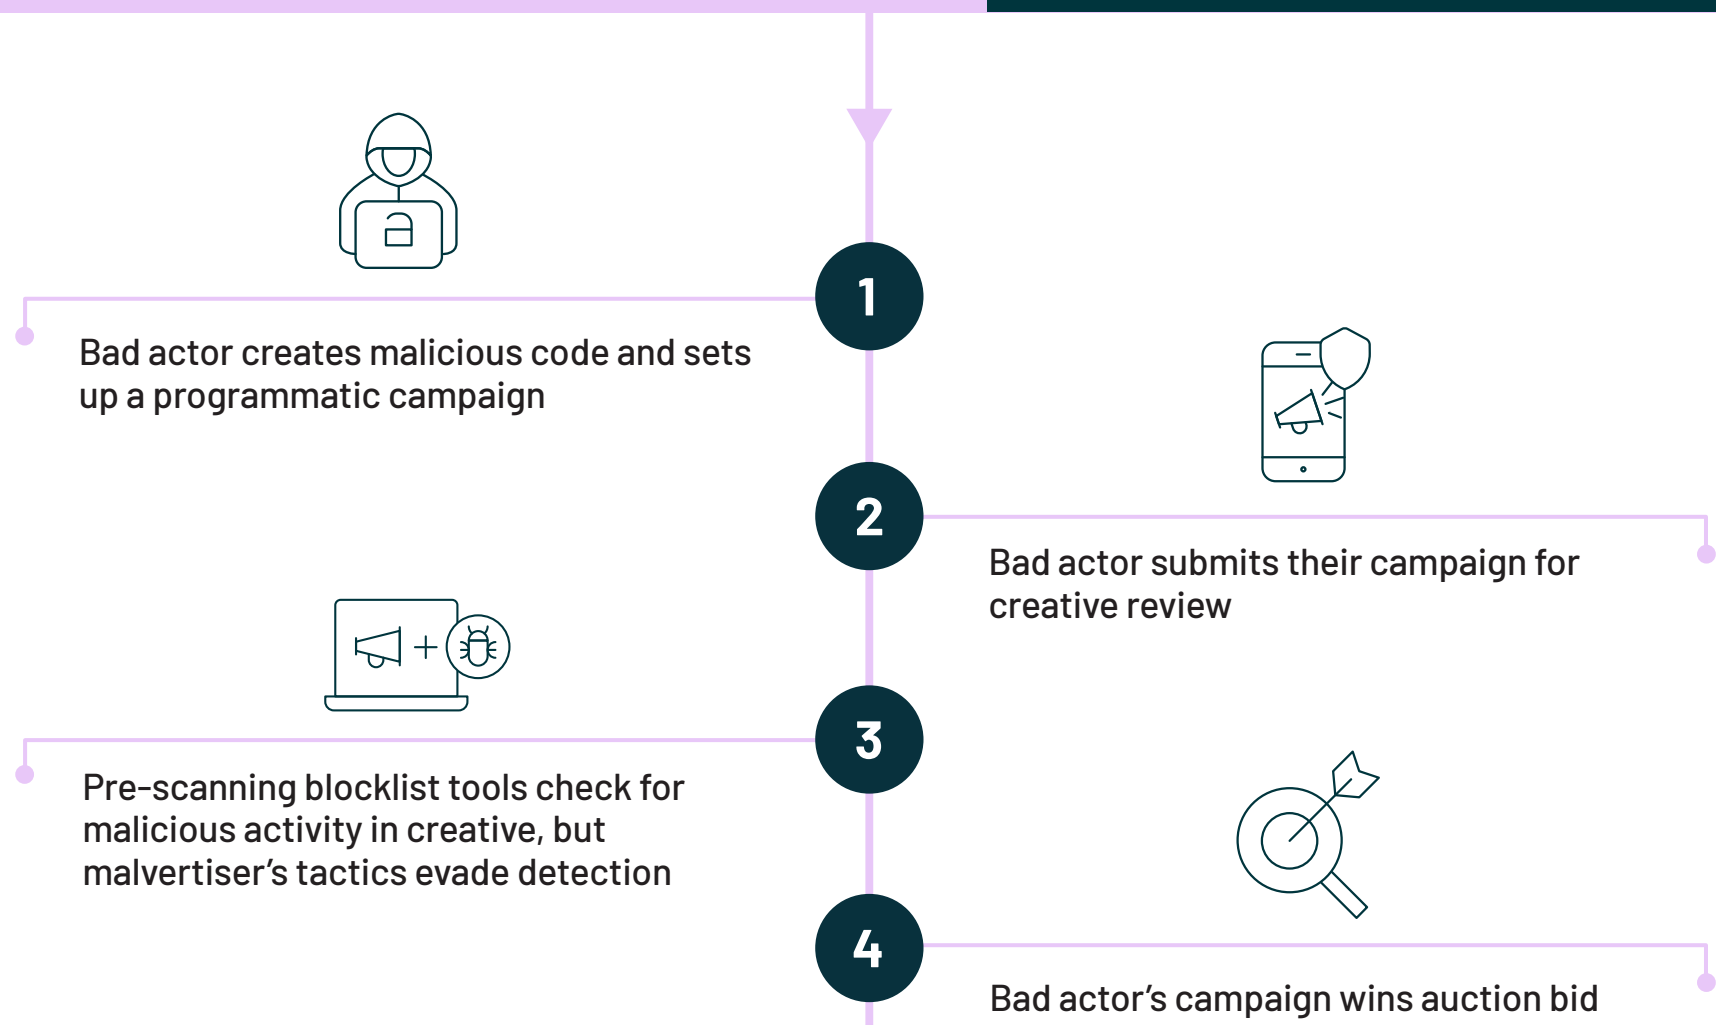 1
Bad actor creates malicious code and sets
up a programmatic campaign
2
Bad actor submits their campaign for
creative review
3
Pre-scanning blocklist tools check for
malicious activity in creative, but
malvertiser’s tactics evade detection
4
Bad actor’s campaign wins auction bid